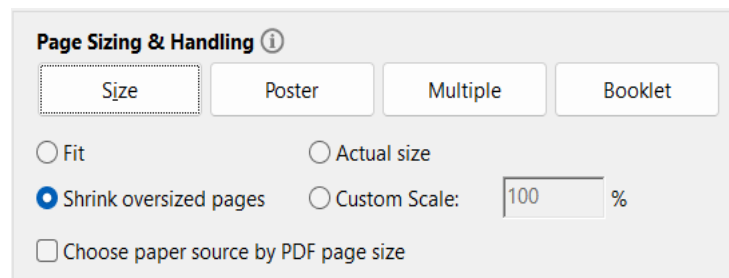 Page Sizing & Handling ⓘ
Size Poster Multiple Booklet
Fit Actual size
Shrink oversized pages Custom Scale: 100 %
Choose paper source by PDF page size